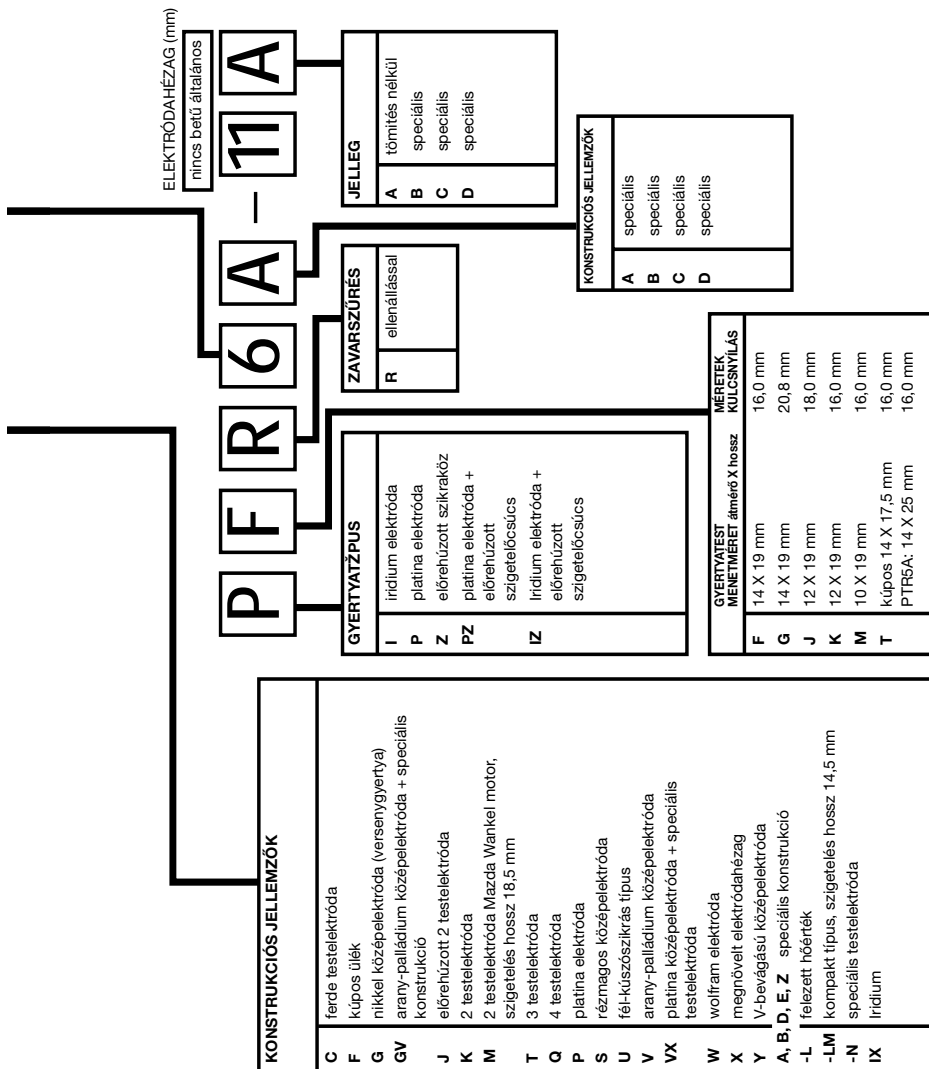 ELEKTRÓDAHÉZAG (mm)
nincs betű általános
P F R 6 A – 11 A
GYERTYATŽPUS
I iridium elektróda
P platina elektróda
Z előrehúzott szikraköz
PZ platina elektróda +
előrehúzott
szigetelőcsúcs
IZ Iridium elektróda +
előrehúzott
szigetelőcsúcs
ZAVARSZŰRÉS
R ellenállással
JELLEG
A tömítés nélkül
B speciális
C speciális
D speciális
KONSTRUKCIÓS JELLEMZŐK
A speciális
B speciális
C speciális
D speciális
GYERTYATEST MÉRETEK
MENETMÉRET átmérő X hossz KULCSNYÍLÁS
F 14 X 19 mm 16,0 mm
G 14 X 19 mm 20,8 mm
J 12 X 19 mm 18,0 mm
K 12 X 19 mm 16,0 mm
M 10 X 19 mm 16,0 mm
T kúpos 14 X 17,5 mm 16,0 mm
PTR5A: 14 X 25 mm 16,0 mm
KONSTRUKCIÓS JELLEMZŐK
C ferde testelektróda
F kúpos ülék
G nikkel középelektróda (versenygyertya)
GV arany-palládium középelektróda + speciális
konstrukció
J előrehúzott 2 testelektróda
K 2 testelektróda
M 2 testelektróda Mazda Wankel motor,
szigetelés hossz 18,5 mm
T 3 testelektróda
Q 4 testelektróda
P platina elektróda
S rézmagos középelektróda
U fél-kúszószikrás típus
V arany-palládium középelektróda
VX platina középelektróda + speciális
testelektróda
W wolfram elektróda
X megnövelt elektródahézag
Y V-bevágású középelektróda
A, B, D, E, Z speciális konstrukció
-L felezett hőérték
-LM kompakt típus, szigetelés hossz 14,5 mm
-N speciális testelektróda
IX Iridium